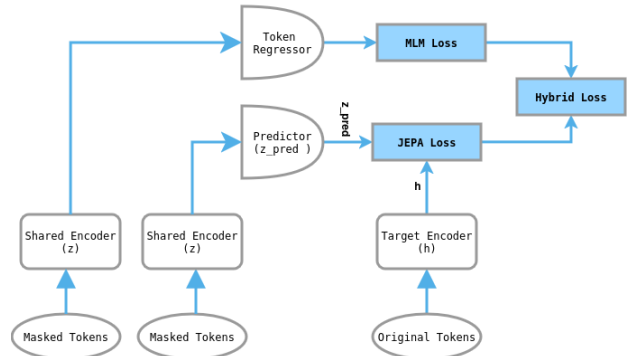 Token
Regressor
MLM Loss
Hybrid Loss
Predictor
(z_pred )
z_pred
JEPA Loss
h
Shared Encoder
(z)
Shared Encoder
(z)
Target Encoder
(h)
Masked Tokens
Masked Tokens
Original Tokens